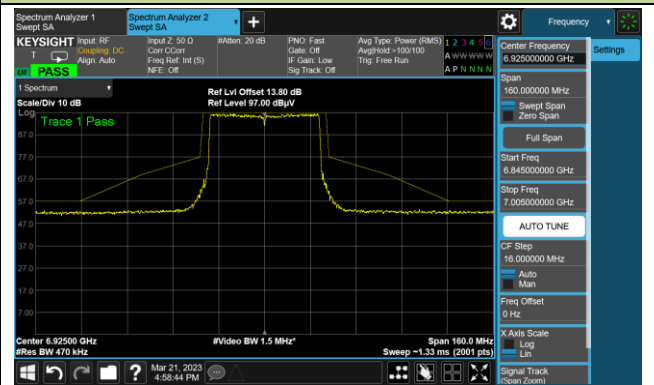 Spectrum Analyzer 1
Swept SA
Spectrum Analyzer 2
Swept SA
Frequency
KEYSIGHT
T
PASS
Input: RF
Coupling: DC
Align: Auto
Input Z: 50 Ω
Corr CCorr
Freq Ref: Int (S)
NFE: Off
#Atten: 20 dB
PNO: Fast
Gate: Off
IF Gain: Low
Sig Track: Off
Avg Type: Power (RMS)
Avg|Hold >100/100
Trig: Free Run
1 2 3 4 5 6
A W W W W W
A P N N N N
1 Spectrum
Scale/Div 10 dB
Ref Lvl Offset 13.80 dB
Ref Level 97.00 dBµV
Log
Trace 1 Pass
87.0
77.0
67.0
57.0
47.0
37.0
27.0
17.0
7.00
Center 6.92500 GHz
#Res BW 470 kHz
#Video BW 1.5 MHz*
Span 160.0 MHz
Sweep ~1.33 ms (2001 pts)
Mar 21, 2023
4:58:44 PM
Center Frequency
6.925000000 GHz
Settings
Span
160.000000 MHz
Swept Span
Zero Span
Full Span
Start Freq
6.845000000 GHz
Stop Freq
7.005000000 GHz
AUTO TUNE
CF Step
16.000000 MHz
Auto
Man
Freq Offset
0 Hz
X Axis Scale
Log
Lin
Signal Track
(Span Zoom)